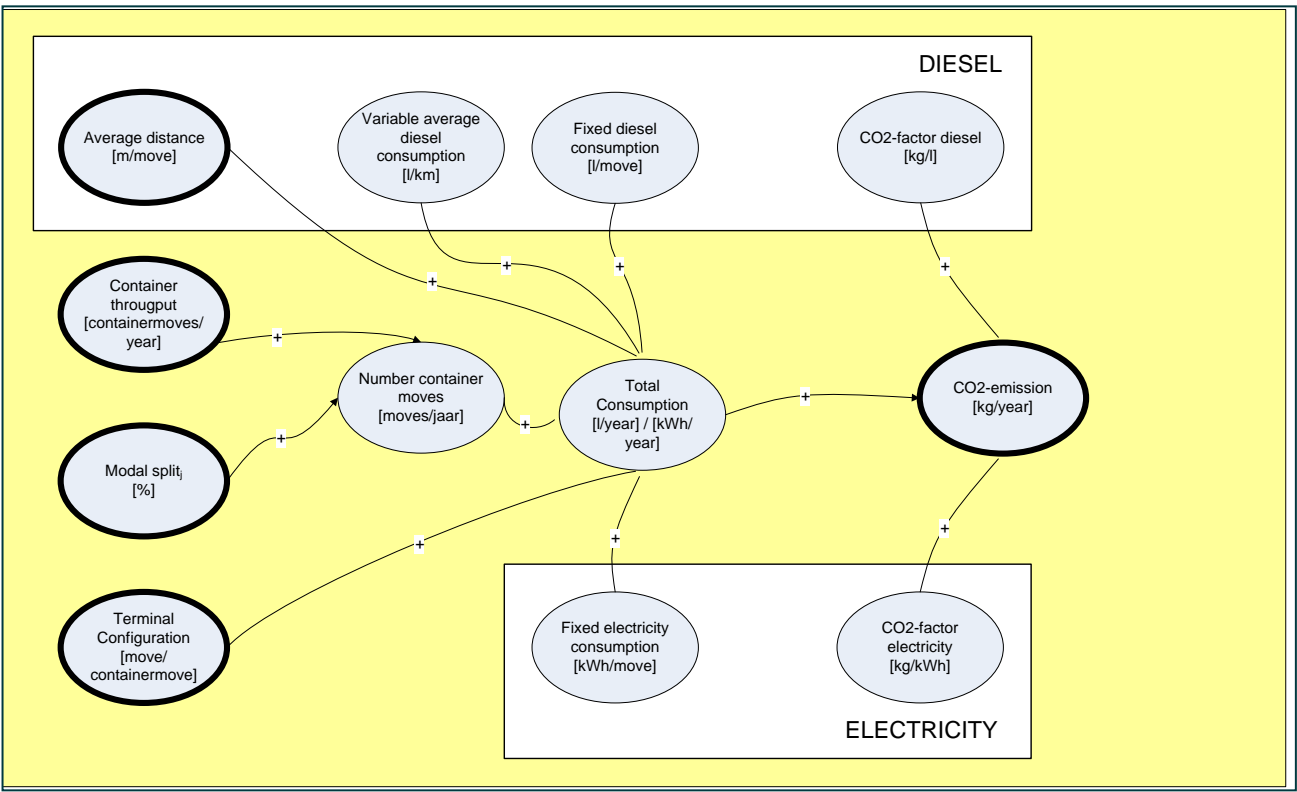 DIESEL
Average distance
[m/move]
Variable average
diesel
consumption
[l/km]
Fixed diesel
consumption
[l/move]
CO2-factor diesel
[kg/l]
+
+
+
+
Container
througput
[containermoves/
year]
+
Number container
moves
[moves/jaar]
Total
Consumption
[l/year] / [kWh/
year]
+
CO2-emission
[kg/year]
+
+
Modal splitj
[%]
+
+
+
Terminal
Configuration
[move/
containermove]
Fixed electricity
consumption
[kWh/move]
CO2-factor
electricity
[kg/kWh]
ELECTRICITY